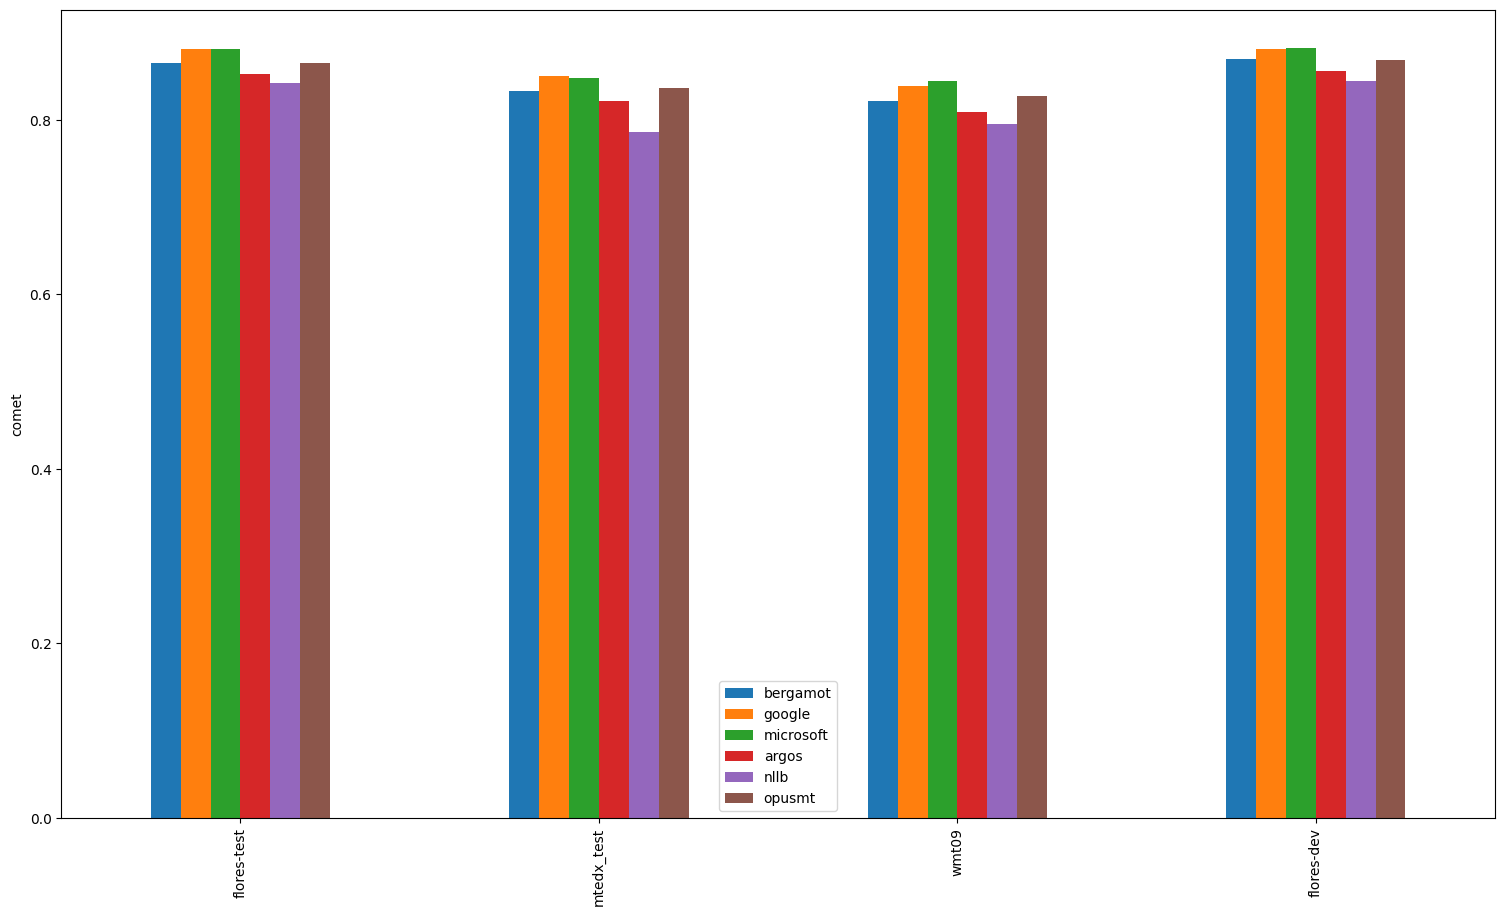 comet
0.8
0.6
0.4
0.2
0.0
bergamot
google
microsoft
argos
nllb
opusmt
flores-test
mtedx_test
wmt09
flores-dev